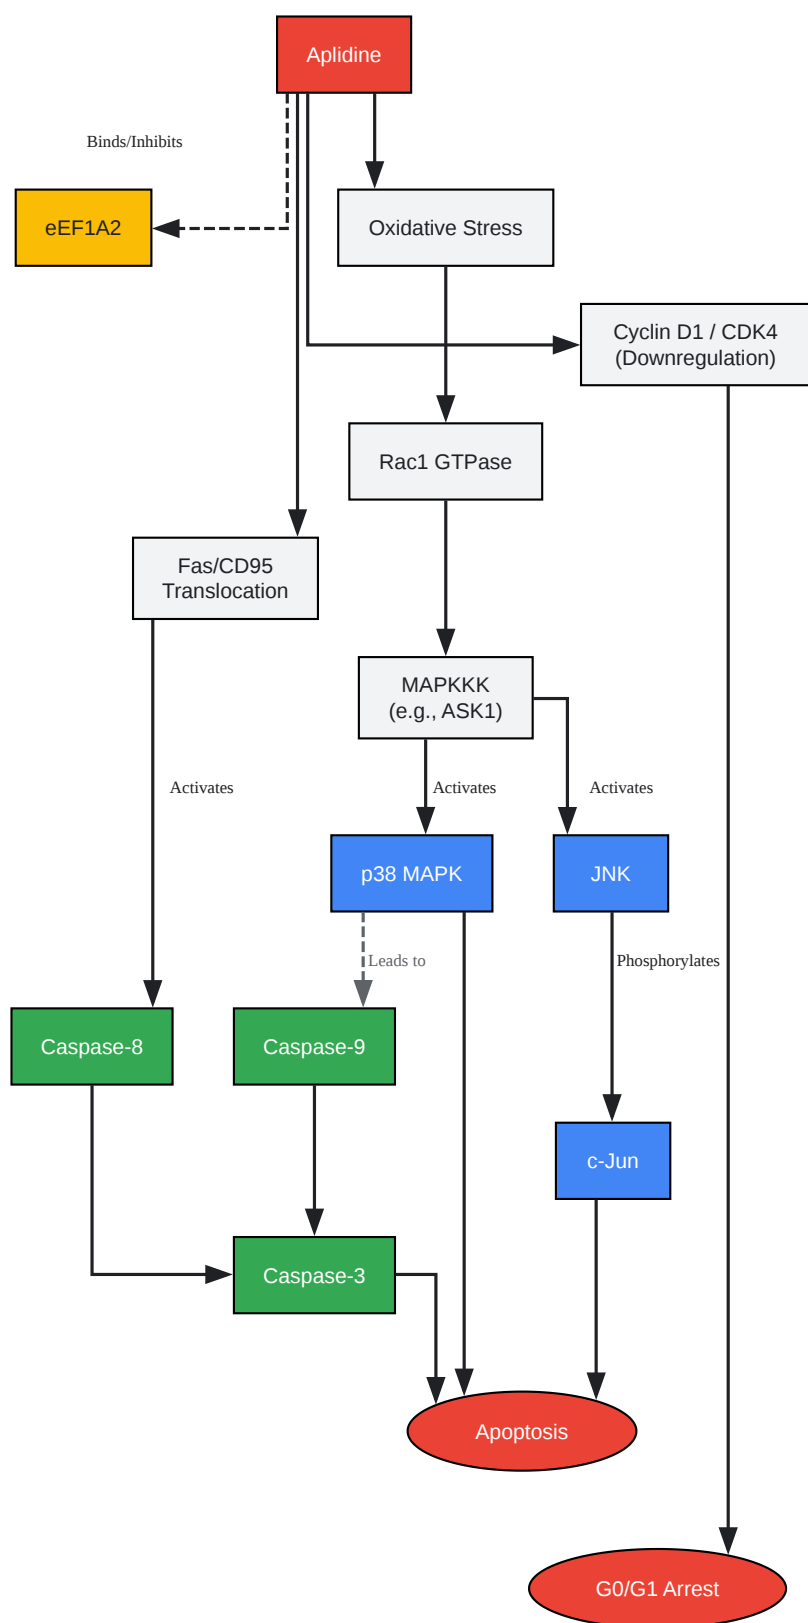 Aplidine
Binds/Inhibits
eEF1A2
Oxidative Stress
Cyclin D1 / CDK4
(Downregulation)
Rac1 GTPase
Fas/CD95
Translocation
MAPKKK
(e.g., ASK1)
Activates
Activates
Activates
p38 MAPK
JNK
Leads to
Phosphorylates
Caspase-8
Caspase-9
c-Jun
Caspase-3
Apoptosis
G0/G1 Arrest